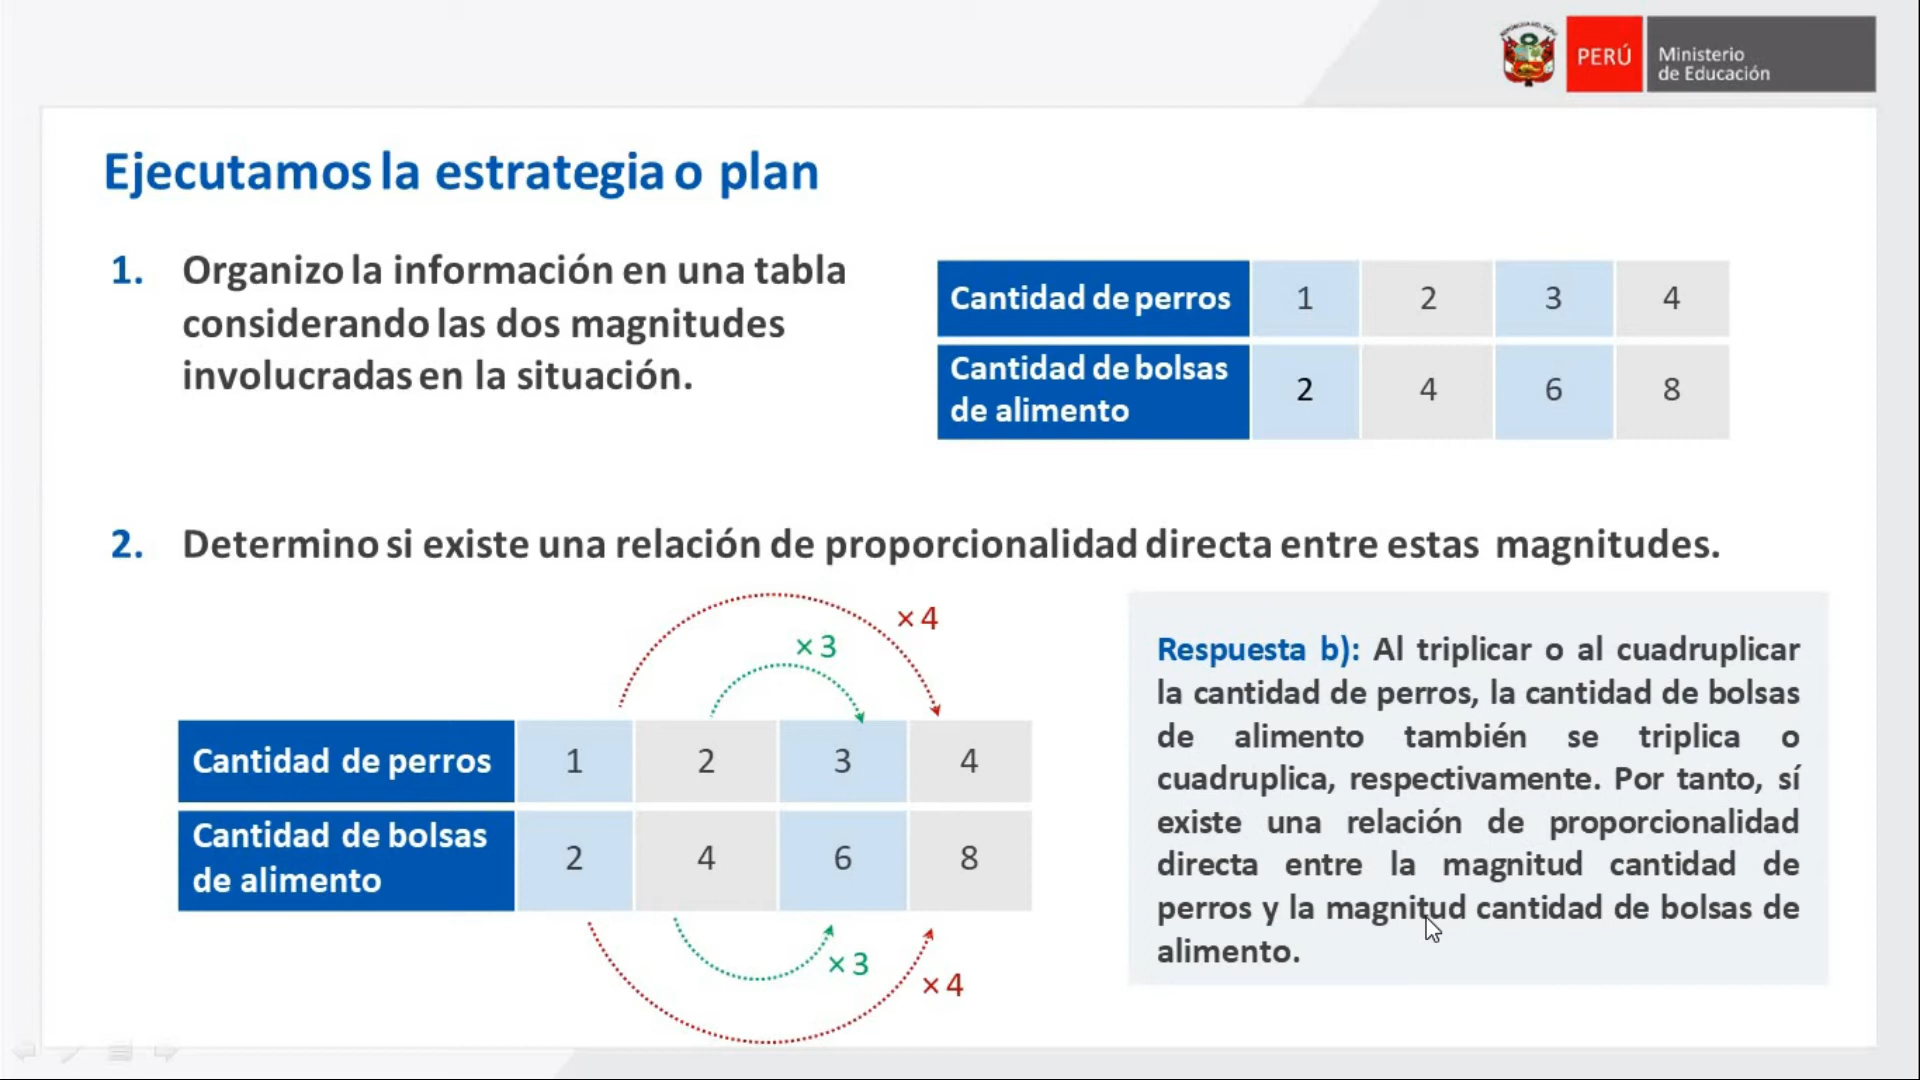 PERÚ
Ministerio
de Educación
Ejecutamos la estrategia o plan
1. Organizo la información en una tabla
considerando las dos magnitudes
involucradas en la situación.
Cantidad de perros 1 2 3 4
Cantidad de bolsas
de alimento 2 4 6 8
2. Determino si existe una relación de proporcionalidad directa entre estas magnitudes.
× 4
× 3
Cantidad de perros 1 2 3 4
Cantidad de bolsas
de alimento 2 4 6 8
× 3
× 4
Respuesta b): Al triplicar o al cuadruplicar
la cantidad de perros, la cantidad de bolsas
de alimento también se triplica o
cuadruplica, respectivamente. Por tanto, sí
existe una relación de proporcionalidad
directa entre la magnitud cantidad de
perros y la magnitud cantidad de bolsas de
alimento.